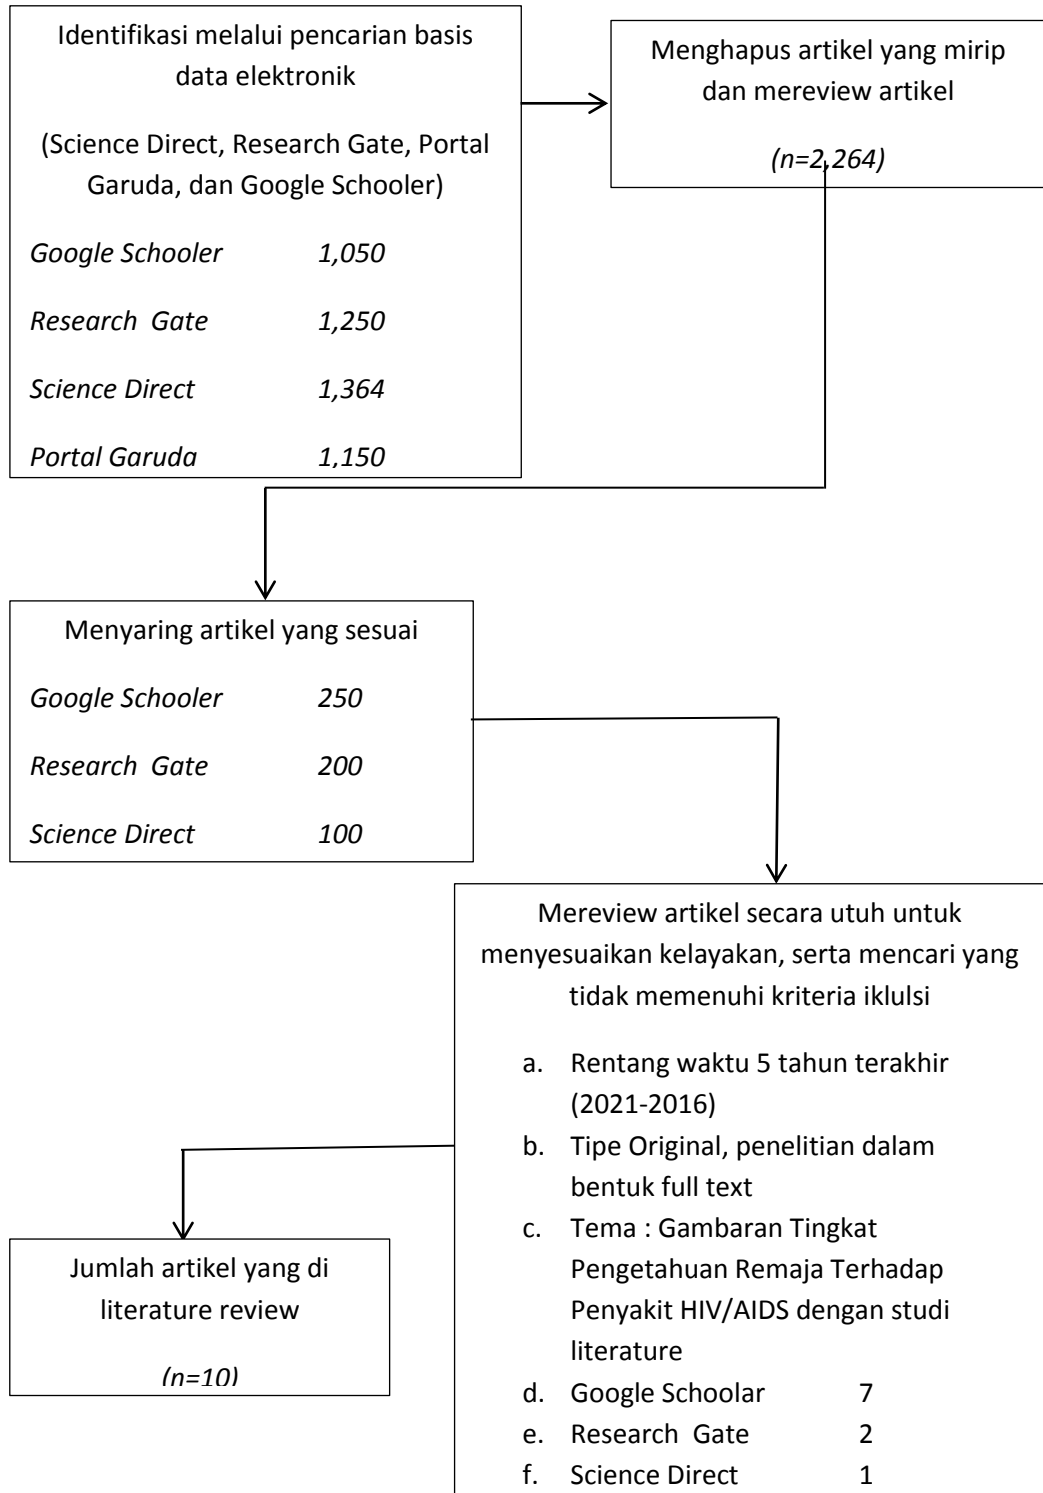 Identifikasi melalui pencarian basis
data elektronik
(Science Direct, Research Gate, Portal
Garuda, dan Google Schooler)
Google Schooler 1,050
Research Gate 1,250
Science Direct 1,364
Portal Garuda 1,150
Menghapus artikel yang mirip
dan mereview artikel
(n=2,264)
Menyaring artikel yang sesuai
Google Schooler 250
Research Gate 200
Science Direct 100
Mereview artikel secara utuh untuk
menyesuaikan kelayakan, serta mencari yang
tidak memenuhi kriteria iklulsi
a. Rentang waktu 5 tahun terakhir
(2021-2016)
b. Tipe Original, penelitian dalam
bentuk full text
c. Tema : Gambaran Tingkat
Pengetahuan Remaja Terhadap
Penyakit HIV/AIDS dengan studi
literature
d. Google Schoolar 7
e. Research Gate 2
f. Science Direct 1
Jumlah artikel yang di
literature review
(n=10)